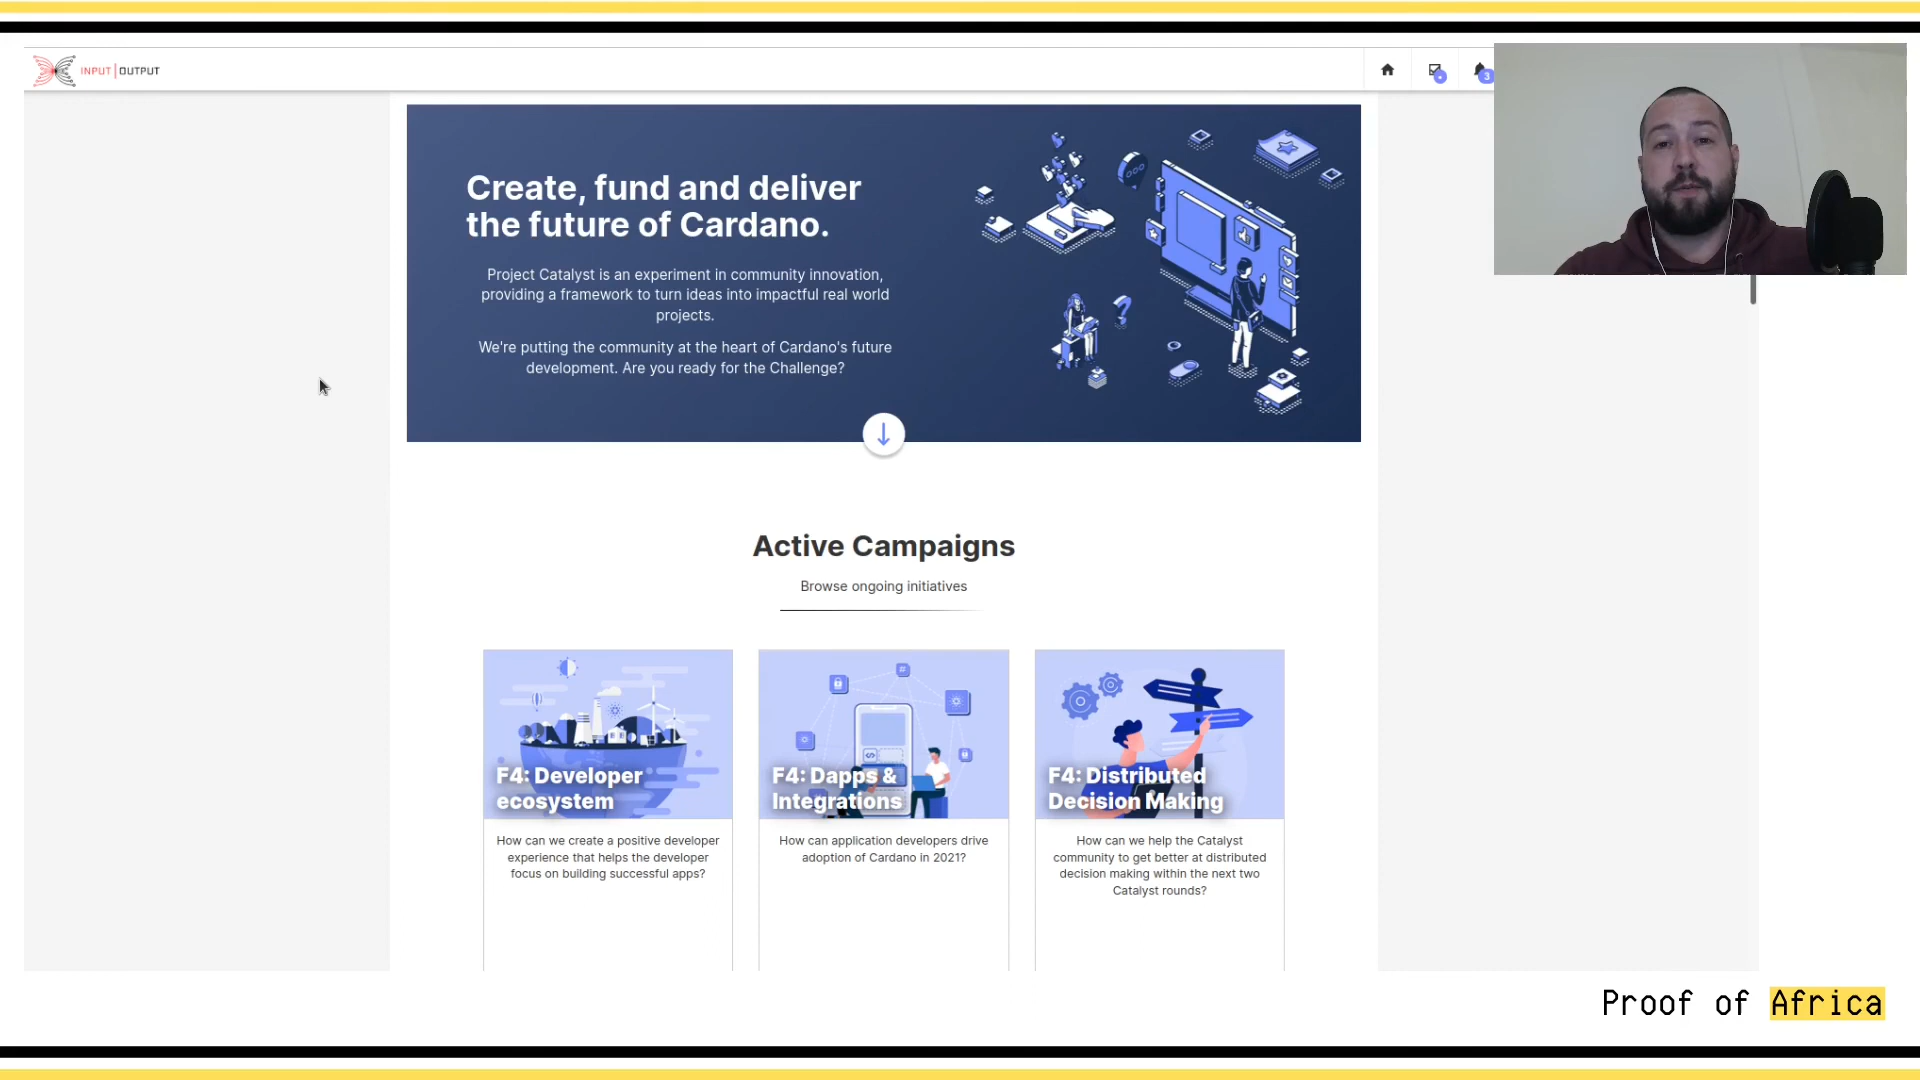 INPUT | OUTPUT
3
Create, fund and deliver
the future of Cardano.
Project Catalyst is an experiment in community innovation,
providing a framework to turn ideas into impactful real world
projects.
We're putting the community at the heart of Cardano's future
development. Are you ready for the Challenge?
Active Campaigns
Browse ongoing initiatives
F4: Developer
ecosystem
How can we create a positive developer
experience that helps the developer
focus on building successful apps?
F4: Dapps &
Integrations
How can application developers drive
adoption of Cardano in 2021?
F4: Distributed
Decision Making
How can we help the Catalyst
community to get better at distributed
decision making within the next two
Catalyst rounds?
Proof of Africa